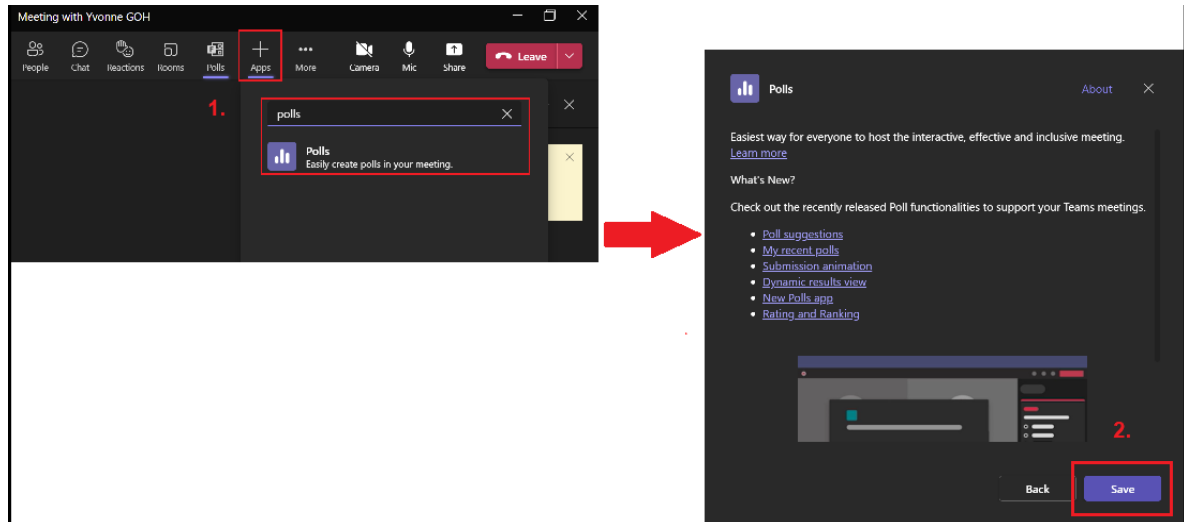 Meeting with Yvonne GOH
People Chat Reactions Rooms Polls Apps More Camera Mic Share Leave
1.
polls
Polls
Easily create polls in your meeting.
Polls About
Easiest way for everyone to host the interactive, effective and inclusive meeting.
Learn more
What's New?
Check out the recently released Poll functionalities to support your Teams meetings.
• Poll suggestions
• My recent polls
• Submission animation
• Dynamic results view
• New Polls app
• Rating and Ranking
2.
Back Save